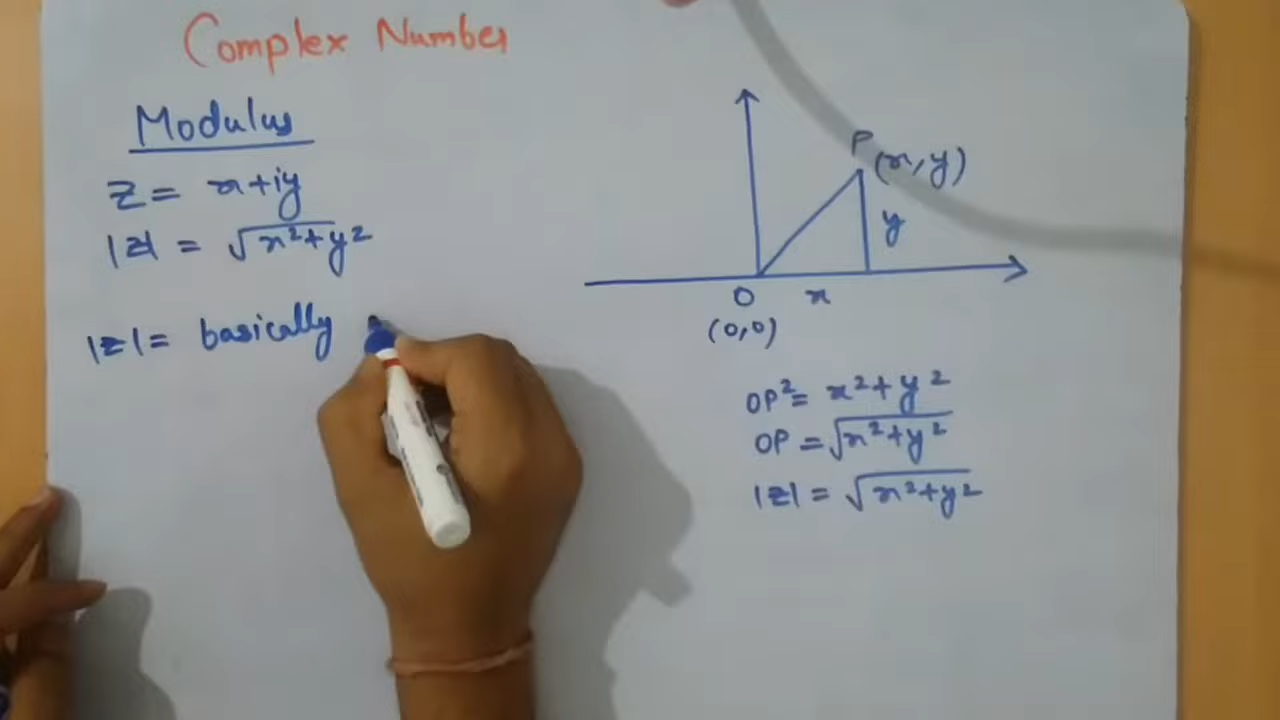 Complex Number
Modulus
z = x+iy
|z| = √x²+y²
|z| = basically
P (x,y)
y
O x
(0,0)
OP² = x²+y²
OP = √x²+y²
|z| = √x²+y²